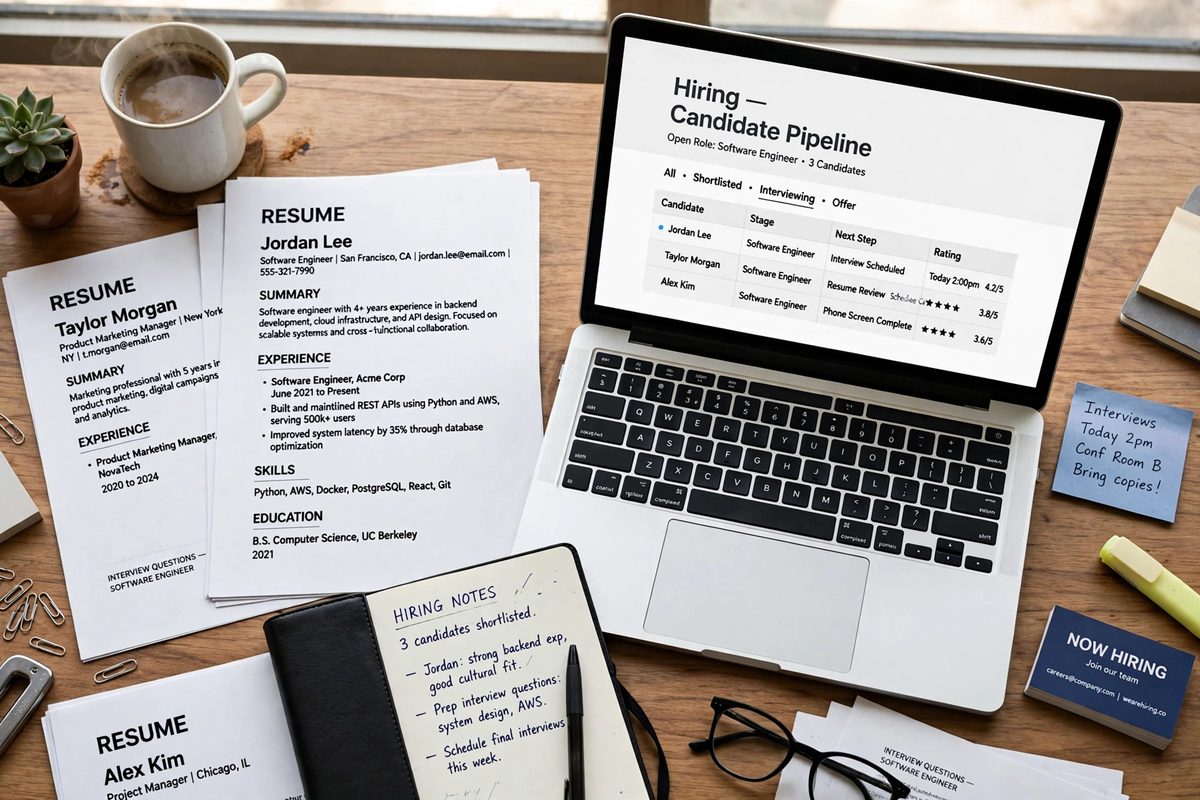 RESUME
Taylor Morgan
Product Marketing Manager | New York
NY | t.morgan@email.com
SUMMARY
Marketing professional with 5 years in
product marketing, digital campaigns
and analytics.
EXPERIENCE
• Product Marketing Manager,
NovaTech
2020 to 2024
INTERVIEW QUESTIONS —
SOFTWARE ENGINEER
RESUME
Jordan Lee
Software Engineer | San Francisco, CA | jordan.lee@email.com |
555-321-7990
SUMMARY
Software engineer with 4+ years experience in backend
development, cloud infrastructure, and API design. Focused on
scalable systems and cross-functional collaboration.
EXPERIENCE
• Software Engineer, Acme Corp
June 2021 to Present
• Built and maintlined REST APIs using Python and AWS,
serving 500k+ users
• Improved system latency by 35% through database
optimization
SKILLS
Python, AWS, Docker, PostgreSQL, React, Git
EDUCATION
B.S. Computer Science, UC Berkeley
2021
RESUME
Alex Kim
Project Manager | Chicago, IL
HIRING NOTES
3 candidates shortlisted.
— Jordan: strong backend exp,
good cultural fit.
— Prep interview questions:
system design, AWS.
— Schedule final interviews
this week.
Hiring —
Candidate Pipeline
Open Role: Software Engineer • 3 Candidates
All • Shortlisted • Interviewing • Offer
Candidate Stage Next Step Rating
Jordan Lee Software Engineer Interview Scheduled Today 2:00pm 4.2/5
Taylor Morgan Software Engineer Resume Review ★★★★ 3.8/5
Alex Kim Software Engineer Phone Screen Complete ★★★★ 3.6/5
Interviews
Today 2pm
Conf Room B
Bring copies!
NOW HIRING
Join our team
careers@company.com | wearehiring.co
INTERVIEW QUESTIONS —
SOFTWARE ENGINEER